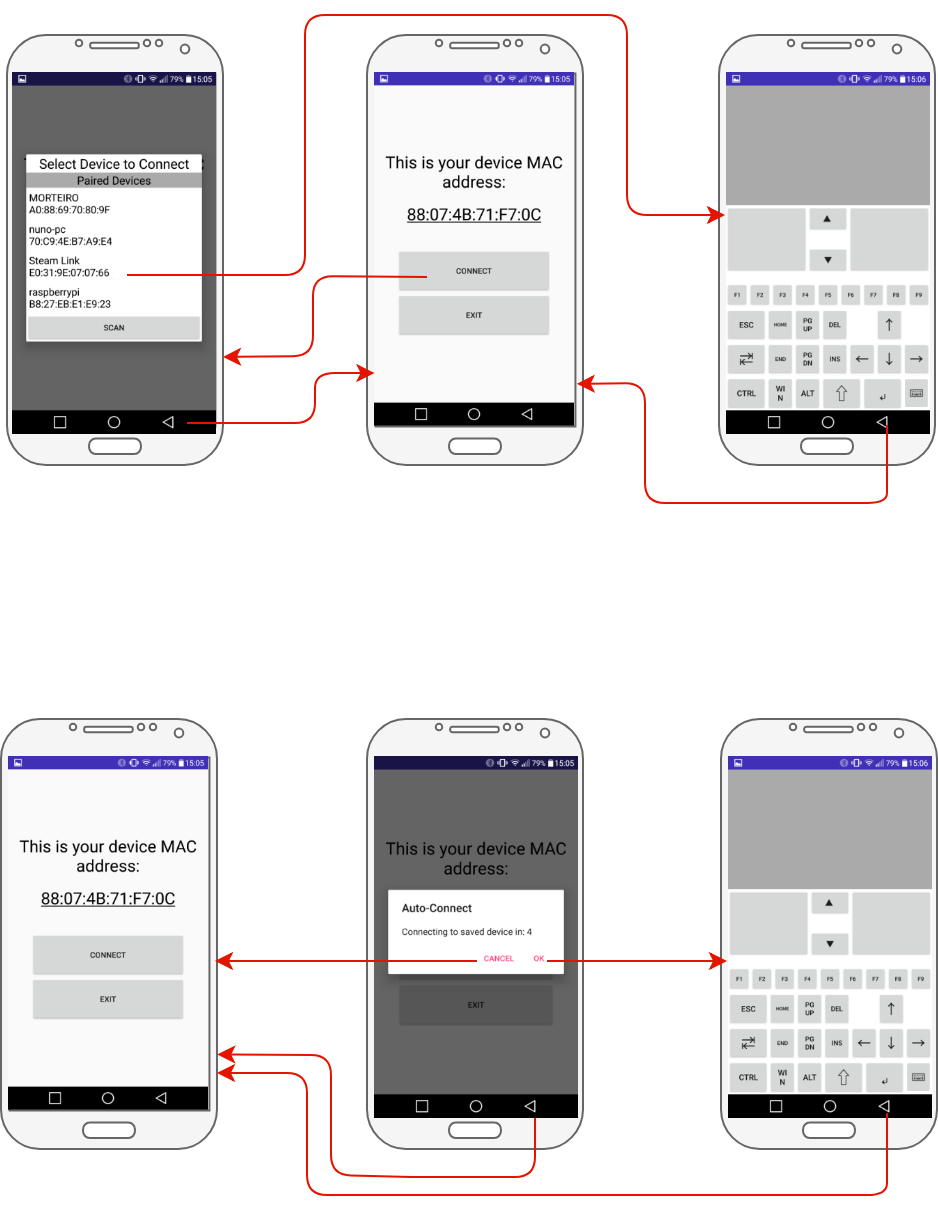 79% 15:05
Select Device to Connect
Paired Devices
MORTEIRO
A0:88:69:70:80:9F
nuno-pc
70:C9:4E:B7:A9:E4
Steam Link
E0:31:9E:07:07:66
raspberrypi
B8:27:EB:E1:E9:23
SCAN
79% 15:05
This is your device MAC
address:
88:07:4B:71:F7:0C
CONNECT
EXIT
79% 15:06
F1 F2 F3 F4 F5 F6 F7 F8 F9
ESC HOME PG UP DEL
END PG DN INS
CTRL WI N ALT
79% 15:05
This is your device MAC
address:
88:07:4B:71:F7:0C
CONNECT
EXIT
79% 15:05
This is your device MAC
address:
Auto-Connect
Connecting to saved device in: 4
CANCEL OK
EXIT
79% 15:06
F1 F2 F3 F4 F5 F6 F7 F8 F9
ESC HOME PG UP DEL
END PG DN INS
CTRL WI N ALT